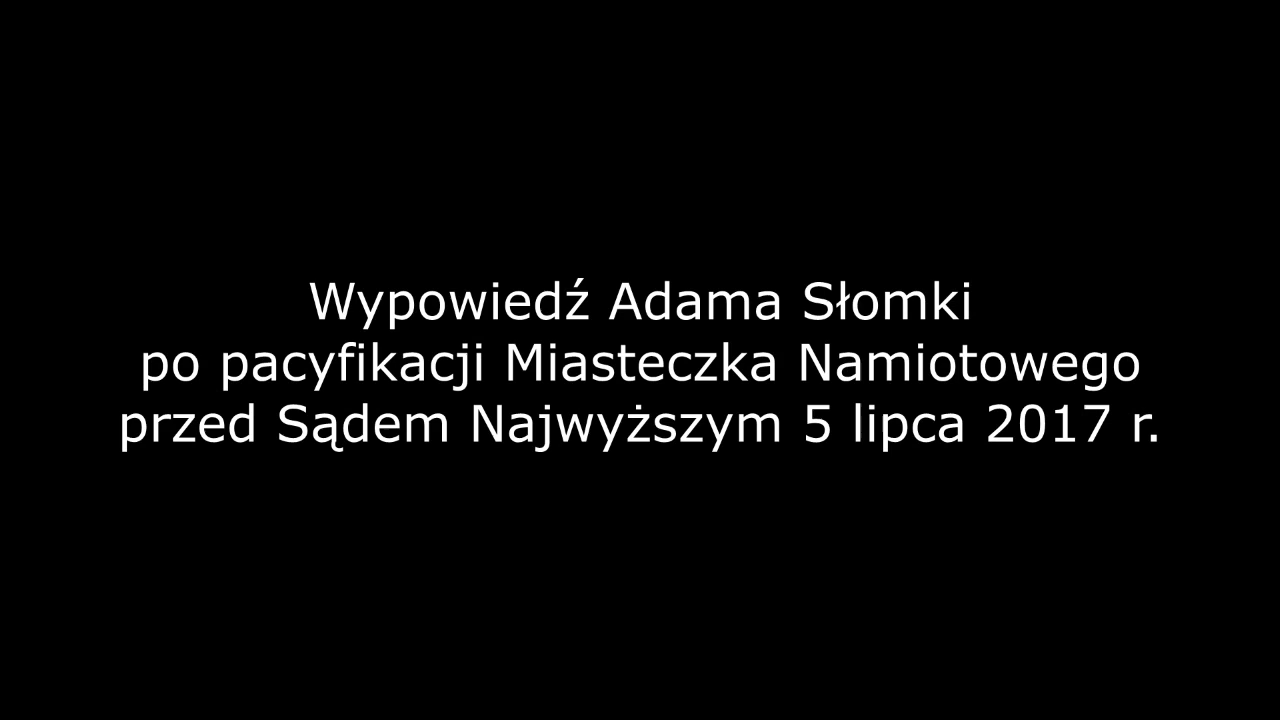 Wypowiedź Adama Słomki
po pacyfikacji Miasteczka Namiotowego
przed Sądem Najwyższym 5 lipca 2017 r.